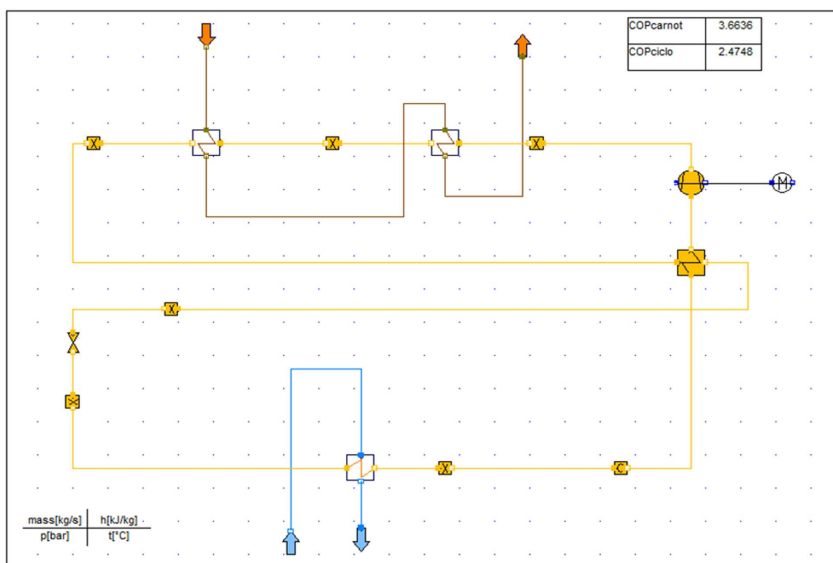 COPcarnot 3.6636
COPciclo 2.4748
X X X
M
X
X
X C
mass[kg/s] h[kJ/kg]
p[bar] t[°C]